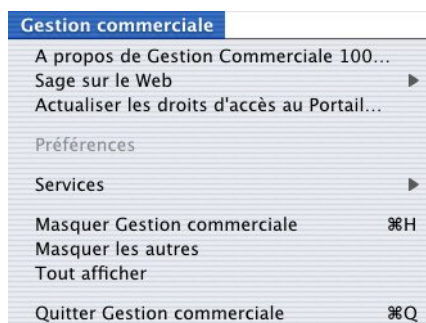 Gestion commerciale
A propos de Gestion Commerciale 100...
Sage sur le Web
Actualiser les droits d'accès au Portail...
Préférences
Services
Masquer Gestion commerciale ⌘H
Masquer les autres
Tout afficher
Quitter Gestion commerciale ⌘Q